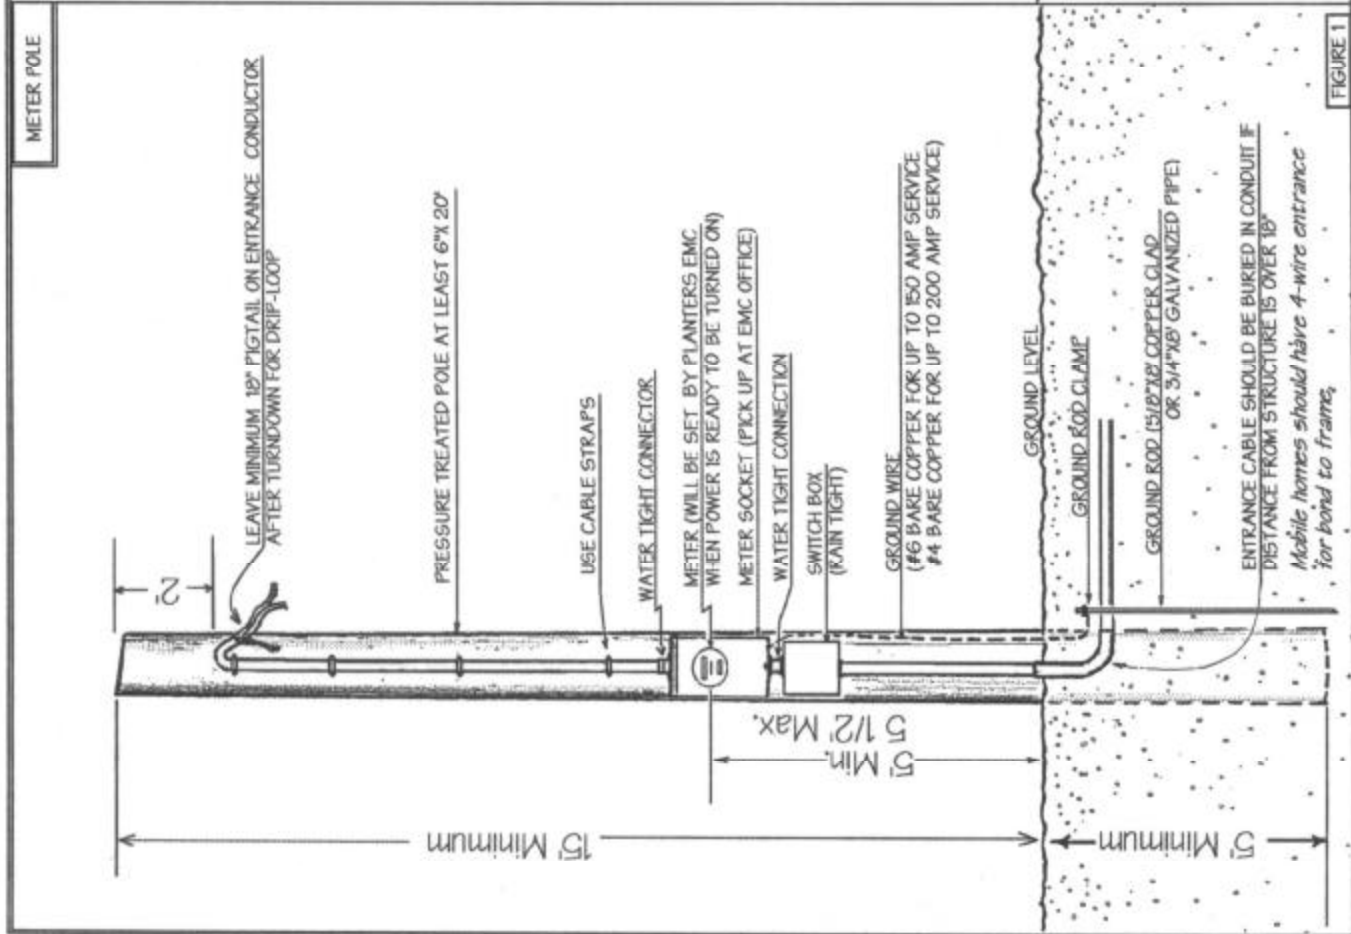 METER POLE
2'
LEAVE MINIMUM 18" PIGTAIL ON ENTRANCE CONDUCTOR
AFTER TURNDOWN FOR DRIP-LOOP
PRESSURE TREATED POLE AT LEAST 6"X 20'
USE CABLE STRAPS
WATER TIGHT CONNECTOR
METER (WILL BE SET BY PLANTERS EMC
WHEN POWER IS READY TO BE TURNED ON)
METER SOCKET (PICK UP AT EMC OFFICE)
WATER TIGHT CONNECTION
SWITCH BOX
(RAIN TIGHT)
GROUND WIRE
(#6 BARE COPPER FOR UP TO 150 AMP SERVICE
#4 BARE COPPER FOR UP TO 200 AMP SERVICE)
15' Minimum
5' Min.
5 1/2' Max.
GROUND LEVEL
GROUND ROD CLAMP
GROUND ROD (5/8"X8' COPPER CLAD
OR 3/4"X8' GALVANIZED PIPE)
5' Minimum
ENTRANCE CABLE SHOULD BE BURIED IN CONDUIT IF
DISTANCE FROM STRUCTURE IS OVER 18"
Mobile homes should have 4-wire entrance
for bond to frame,
FIGURE 1